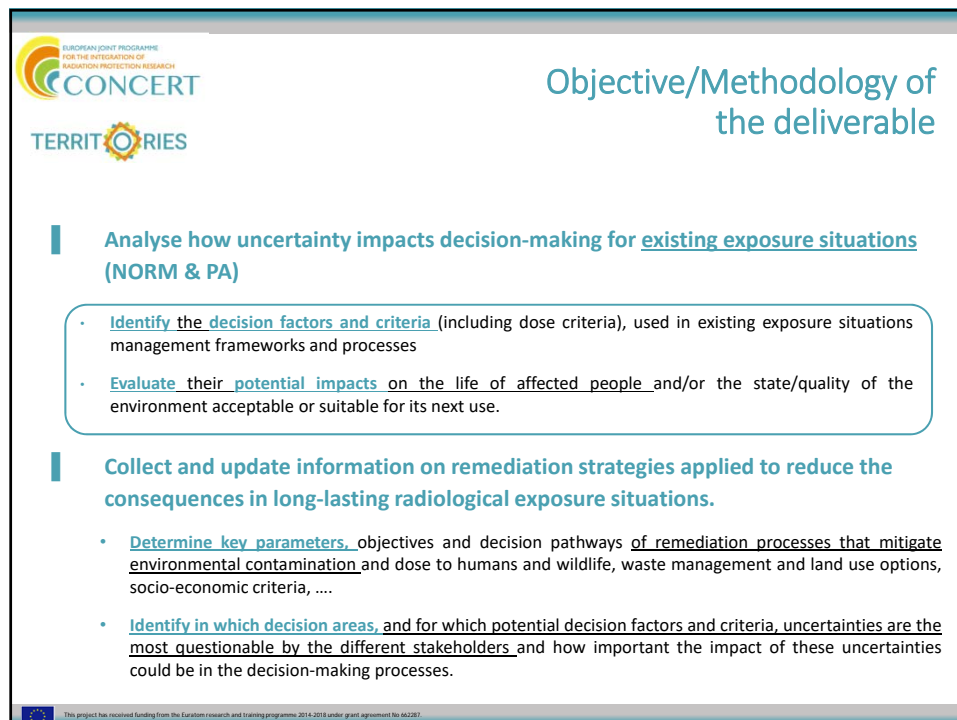 EUROPEAN JOINT PROGRAMME
FOR THE INTEGRATION OF
RADIATION PROTECTION RESEARCH
CONCERT
TERRITORIES
Objective/Methodology of
the deliverable
Analyse how uncertainty impacts decision-making for existing exposure situations
(NORM & PA)
• Identify the decision factors and criteria (including dose criteria), used in existing exposure situations
management frameworks and processes
• Evaluate their potential impacts on the life of affected people and/or the state/quality of the
environment acceptable or suitable for its next use.
Collect and update information on remediation strategies applied to reduce the
consequences in long-lasting radiological exposure situations.
• Determine key parameters, objectives and decision pathways of remediation processes that mitigate
environmental contamination and dose to humans and wildlife, waste management and land use options,
socio-economic criteria, ....
• Identify in which decision areas, and for which potential decision factors and criteria, uncertainties are the
most questionable by the different stakeholders and how important the impact of these uncertainties
could be in the decision-making processes.
This project has received funding from the Euratom research and training programme 2014-2018 under grant agreement No 662287.